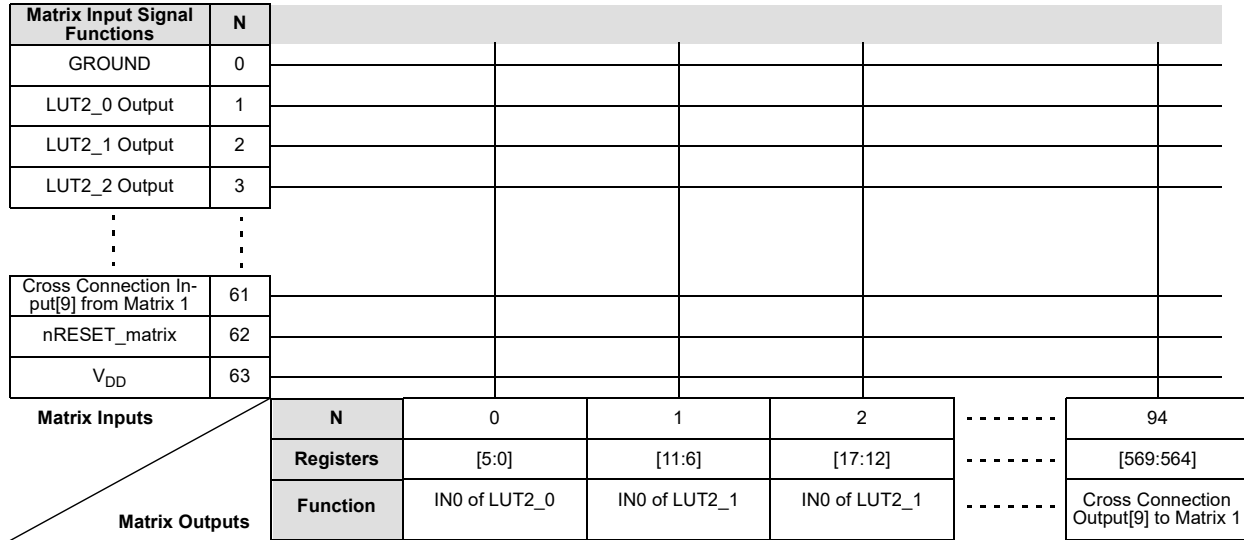 Matrix Input Signal
Functions
N
GROUND
0
LUT2_0 Output
1
LUT2_1 Output
2
LUT2_2 Output
3
Cross Connection In-
put[9] from Matrix 1
61
nRESET_matrix
62
VDD
63
Matrix Inputs
N
0
1
2
94
Registers
[5:0]
[11:6]
[17:12]
[569:564]
Matrix Outputs
Function
IN0 of LUT2_0
IN0 of LUT2_1
IN0 of LUT2_1
Cross Connection
Output[9] to Matrix 1